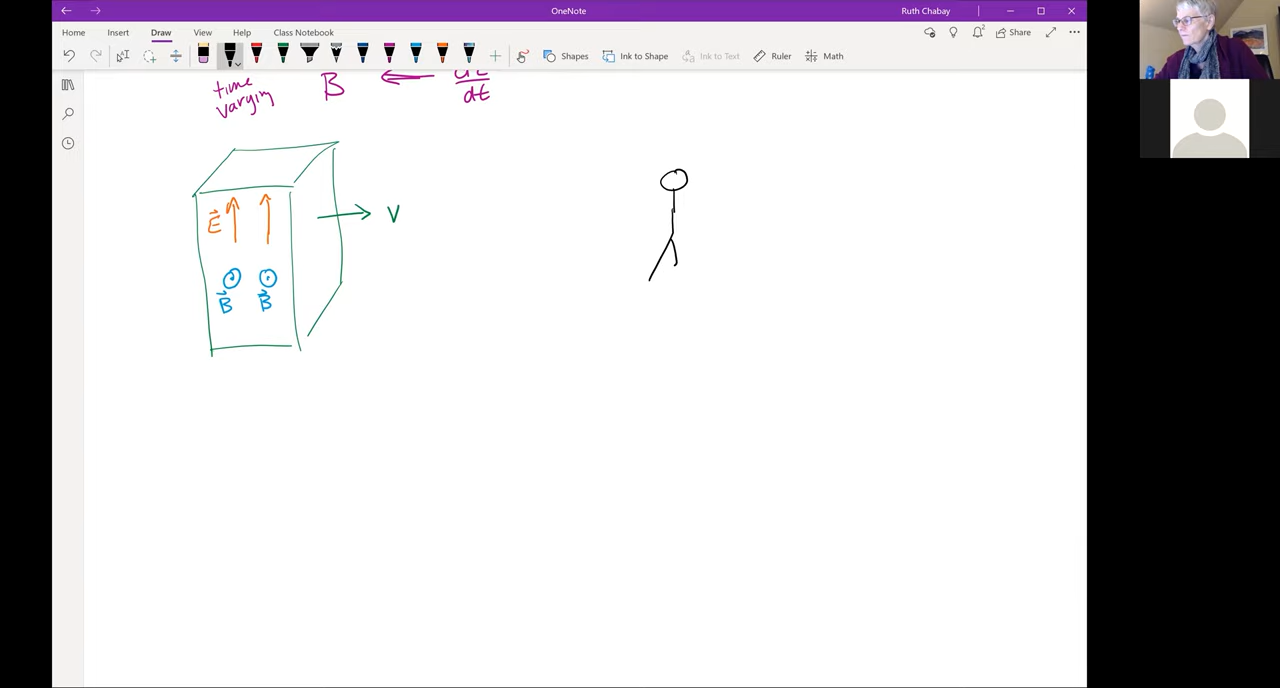 OneNote
Ruth Chabay
Home Insert Draw View Help Class Notebook
Share
Shapes Ink to Shape Ink to Text Ruler Math
time B
varying dt
E V
B B